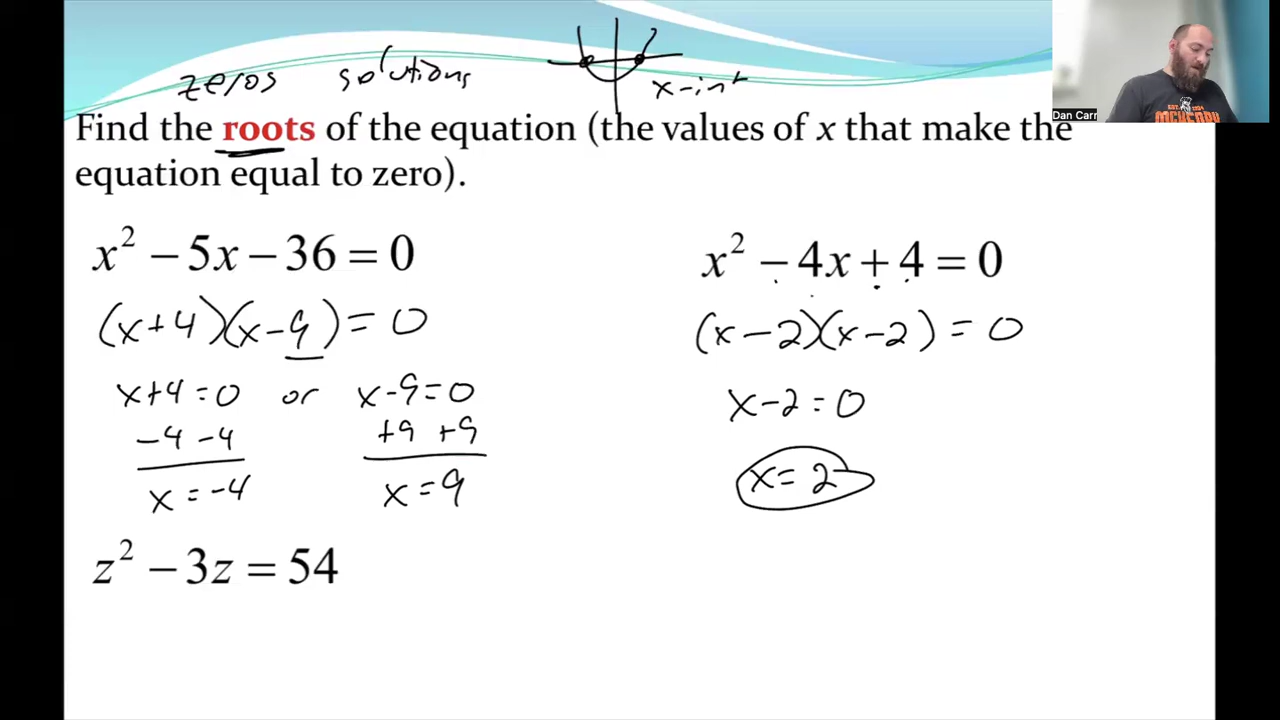 zeros solutions x-int
Find the roots of the equation (the values of x that make the
equation equal to zero).
x² − 5x − 36 = 0
(x+4)(x-9) = 0
x+4=0 or x-9=0
-4 -4 +9 +9
x=-4 x=9
x² − 4x + 4 = 0
(x-2)(x-2) = 0
x-2=0
x=2
z² − 3z = 54
Dan Carr